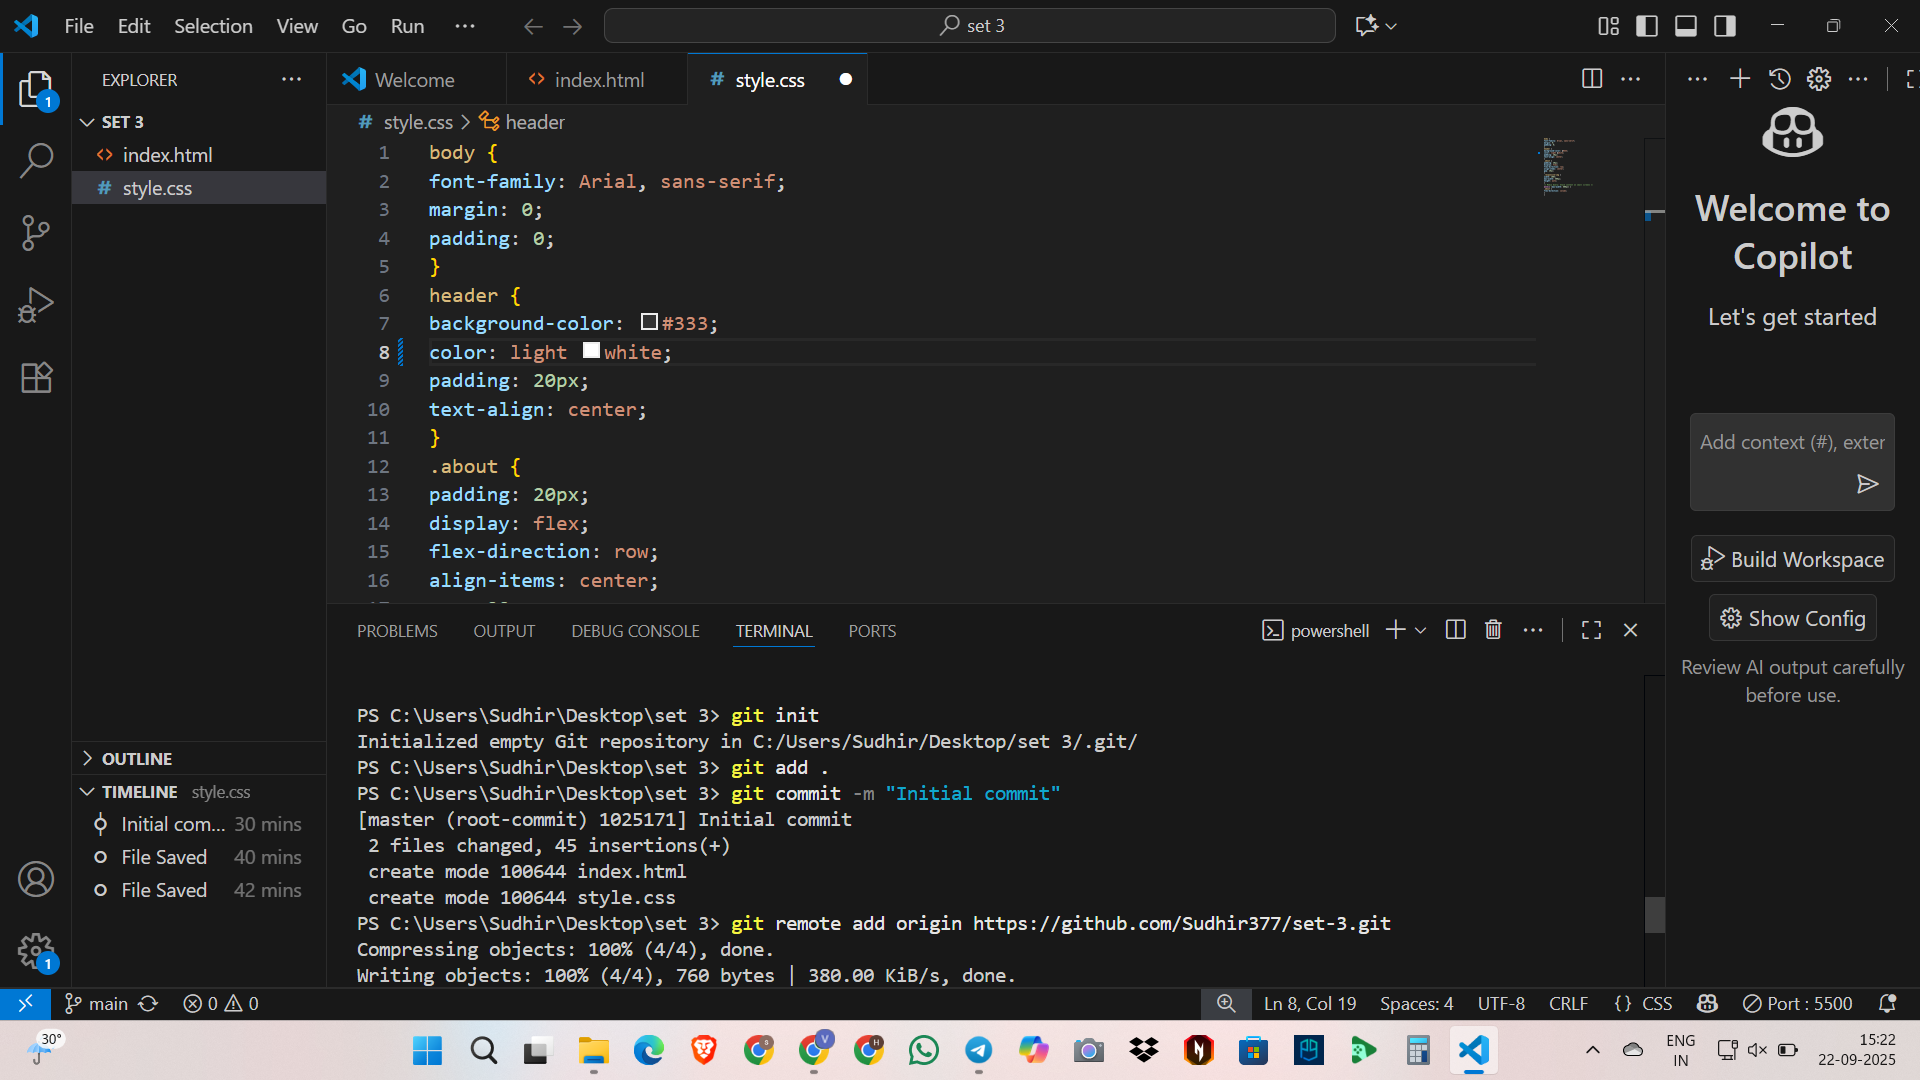 File Edit Selection View Go Run ··· set 3
EXPLORER
SET 3
index.html
style.css
OUTLINE
TIMELINE style.css
Initial com... 30 mins
File Saved 40 mins
File Saved 42 mins
1
1
Welcome index.html style.css
style.css > header
1 body {
2 font-family: Arial, sans-serif;
3 margin: 0;
4 padding: 0;
5 }
6 header {
7 background-color: #333;
8 color: light white;
9 padding: 20px;
10 text-align: center;
11 }
12 .about {
13 padding: 20px;
14 display: flex;
15 flex-direction: row;
16 align-items: center;
PROBLEMS OUTPUT DEBUG CONSOLE TERMINAL PORTS powershell
PS C:\Users\Sudhir\Desktop\set 3> git init
Initialized empty Git repository in C:/Users/Sudhir/Desktop/set 3/.git/
PS C:\Users\Sudhir\Desktop\set 3> git add .
PS C:\Users\Sudhir\Desktop\set 3> git commit -m "Initial commit"
[master (root-commit) 1025171] Initial commit
2 files changed, 45 insertions(+)
create mode 100644 index.html
create mode 100644 style.css
PS C:\Users\Sudhir\Desktop\set 3> git remote add origin https://github.com/Sudhir377/set-3.git
Compressing objects: 100% (4/4), done.
Writing objects: 100% (4/4), 760 bytes | 380.00 KiB/s, done.
Welcome to
Copilot
Let's get started
Add context (#), exter
Build Workspace
Show Config
Review AI output carefully
before use.
main 0 0 Ln 8, Col 19 Spaces: 4 UTF-8 CRLF {} CSS Port : 5500
30° S V H ENG
IN 15:22
22-09-2025